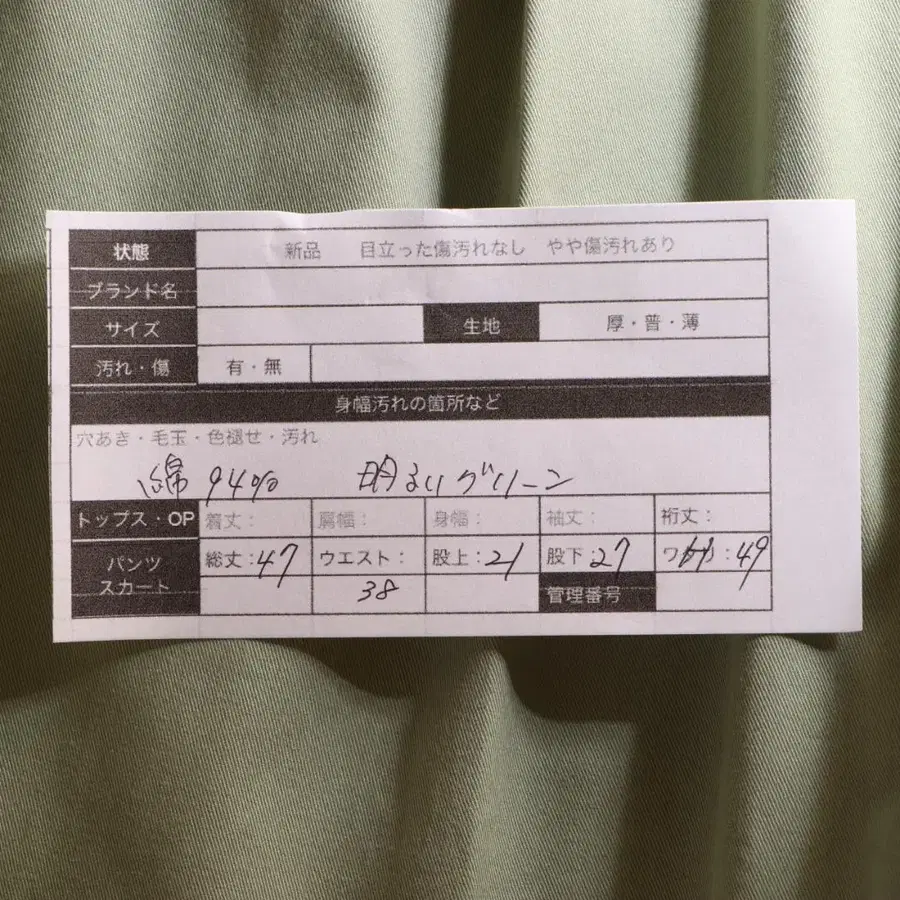 状態 新品 目立った傷汚れなし やや傷汚れあり
ブランド名
サイズ 生地 厚・普・薄
汚れ・傷 有・無
身幅汚れの箇所など
穴あき・毛玉・色褪せ・汚れ
綿 94% 明るいグリーン
トップス・OP 着丈: 肩幅: 身幅: 袖丈: 裄丈:
パンツ スカート 総丈:47 ウエスト: 股上:21 股下:27 49
38 管理番号